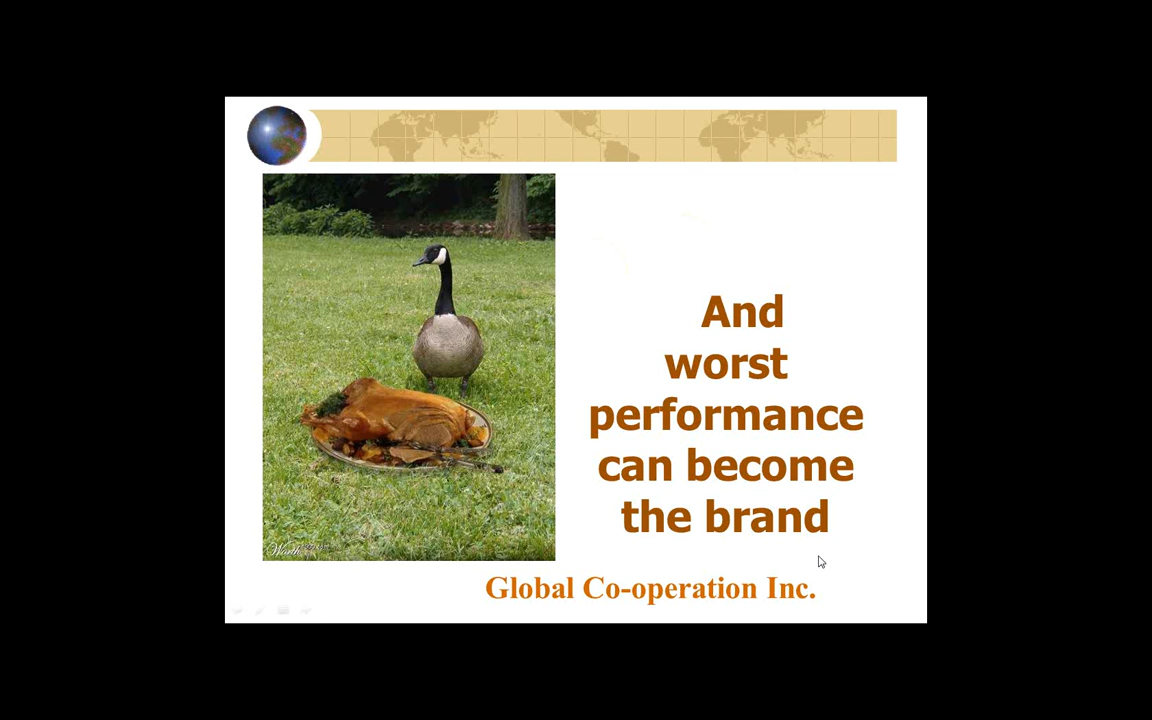 And
worst
performance
can become
the brand
Global Co-operation Inc.